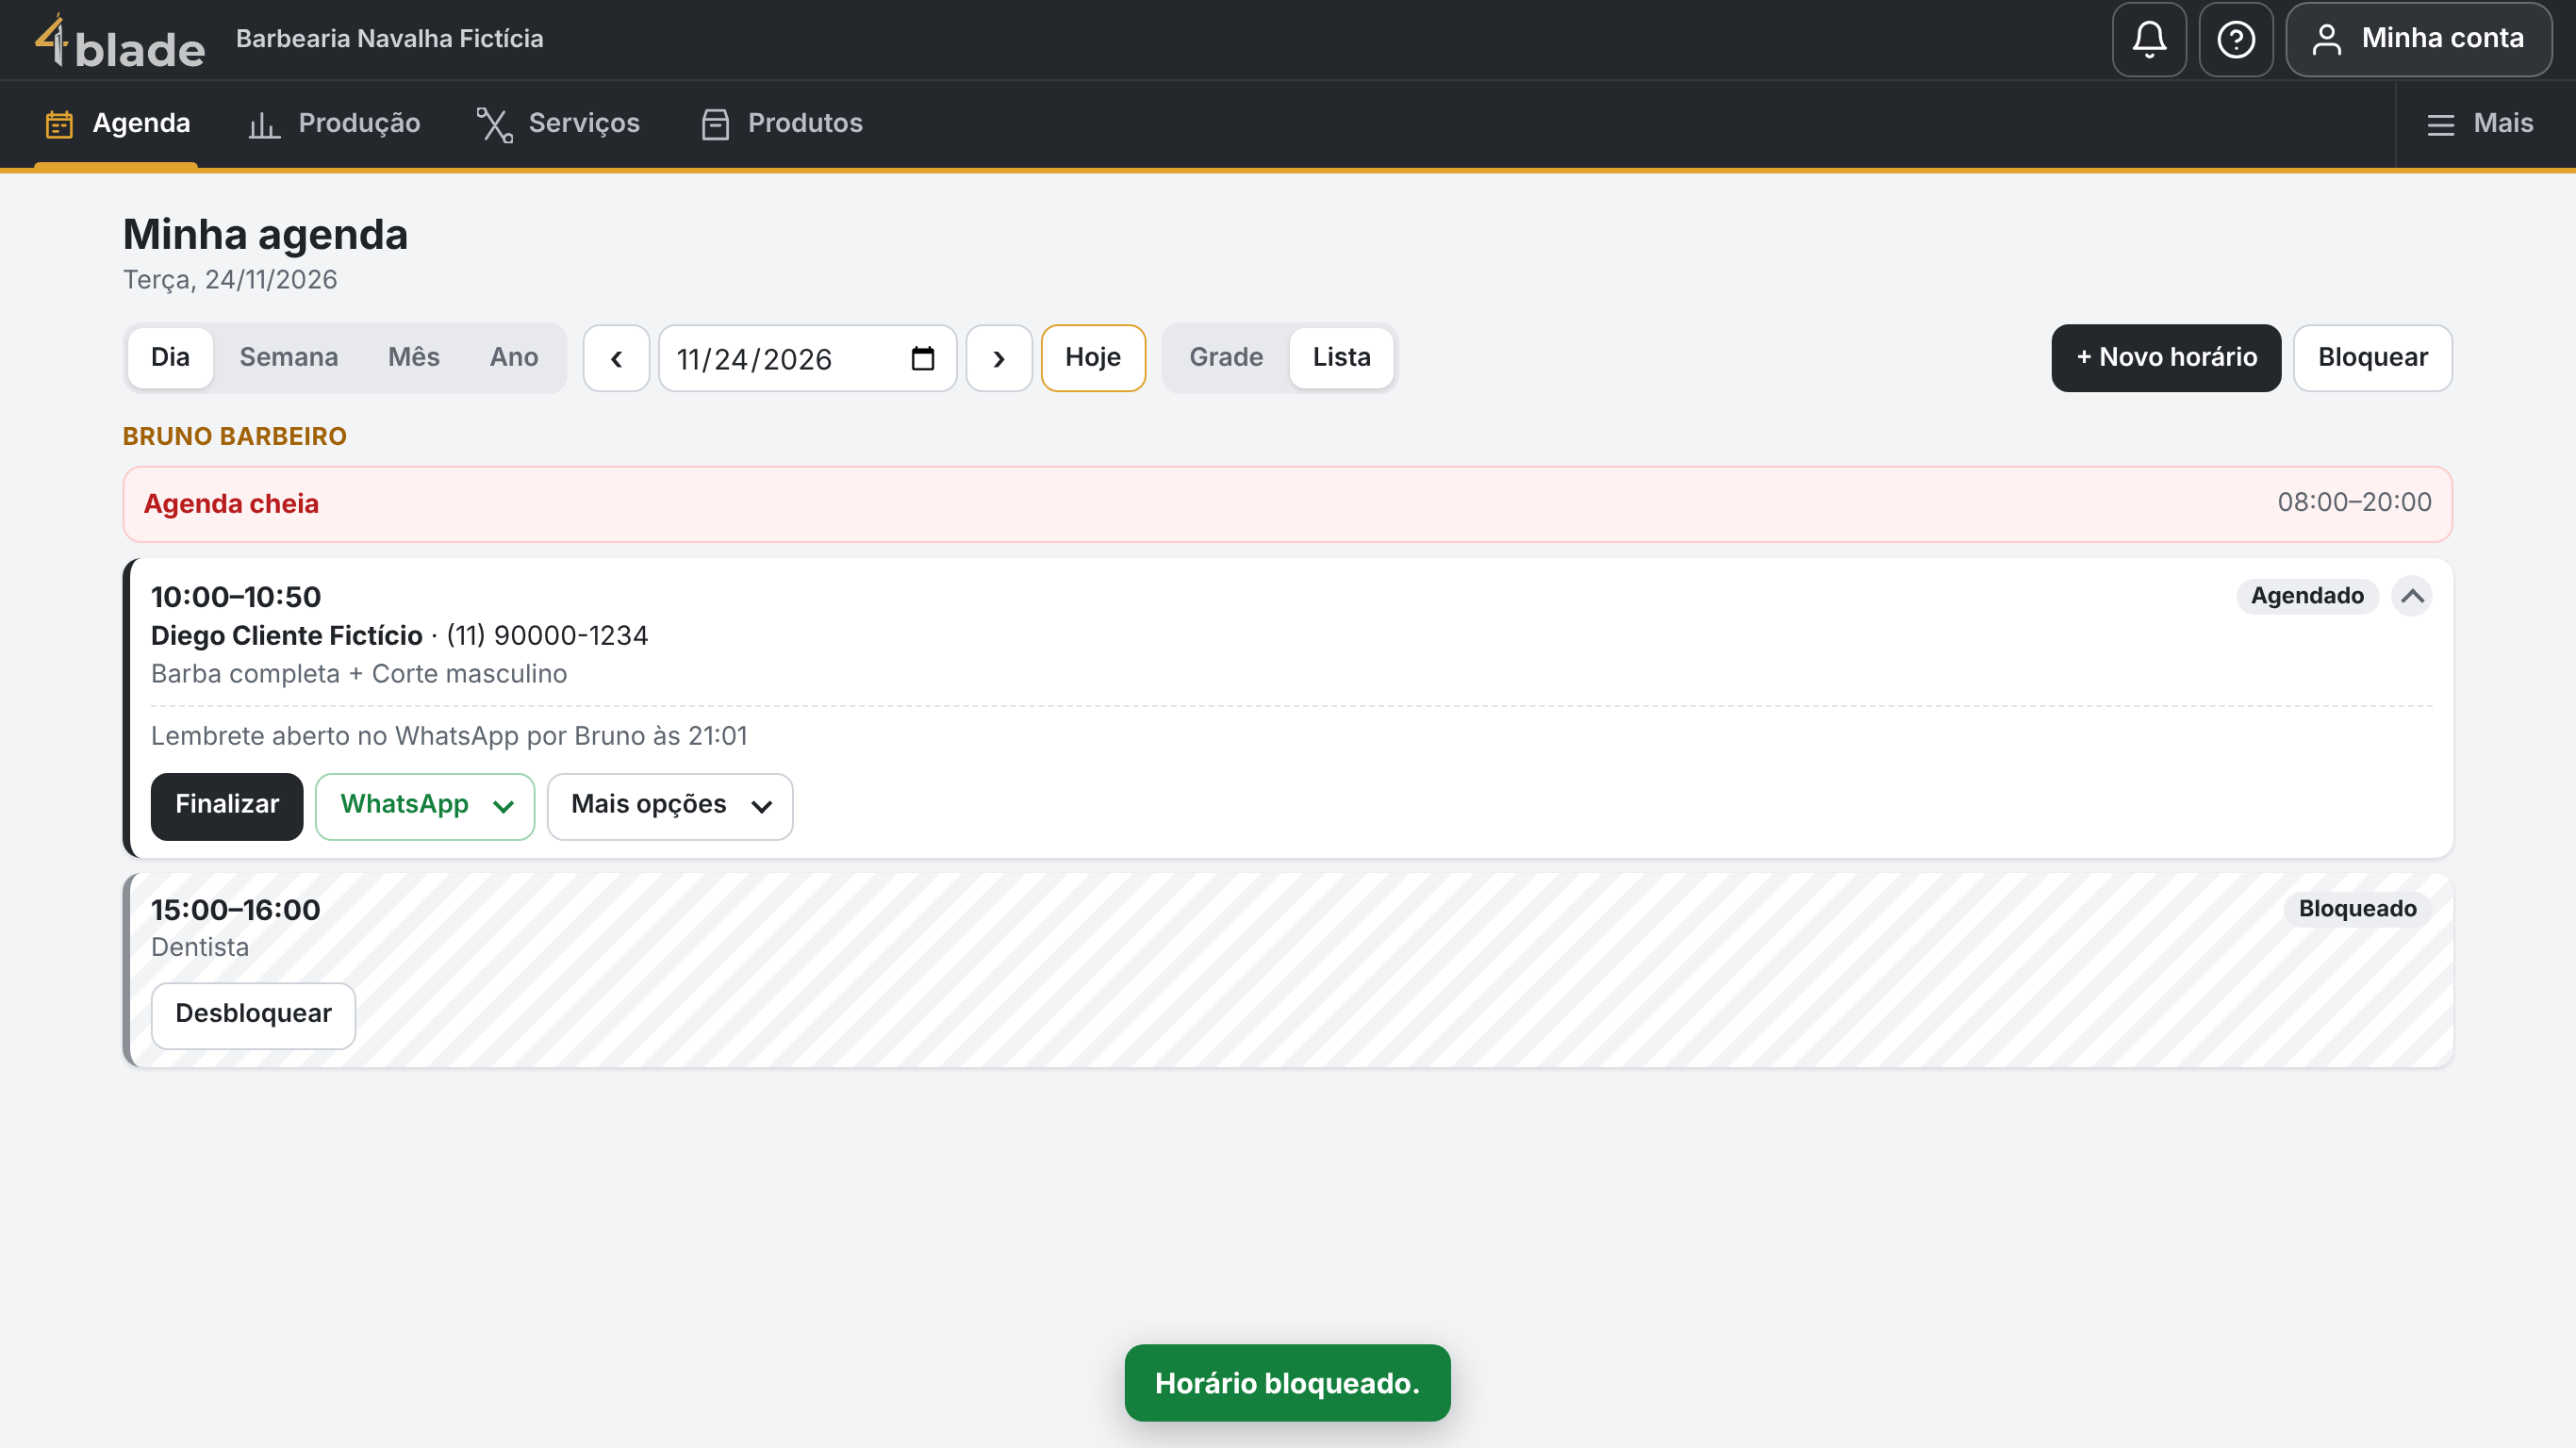 4blade
Barbearia Navalha Fictícia
Minha conta
Agenda
Produção
Serviços
Produtos
Mais
Minha agenda
Terça, 24/11/2026
Dia
Semana
Mês
Ano
11/24/2026
Hoje
Grade
Lista
+ Novo horário
Bloquear
BRUNO BARBEIRO
Agenda cheia
08:00–20:00
10:00–10:50
Agendado
Diego Cliente Fictício · (11) 90000-1234
Barba completa + Corte masculino
Lembrete aberto no WhatsApp por Bruno às 21:01
Finalizar
WhatsApp
Mais opções
15:00–16:00
Bloqueado
Dentista
Desbloquear
Horário bloqueado.